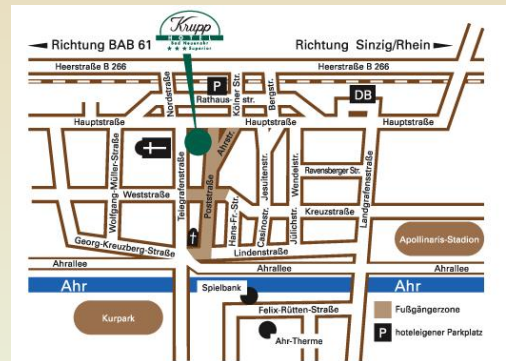 Krupp
HOTEL
Bad Neuenahr
★★★ Superior
Richtung BAB 61
Richtung Sinzig/Rhein
Heerstraße B 266
Heerstraße B 266
Nordstraße
P
Rathaus-str.
Kölner Str.
Bergstr.
DB
Hauptstraße
Hauptstraße
Hauptstraße
Wolfgang-Müller-Straße
Telegrafenstraße
Poststraße
Ahrstr.
Hans-Fr.-Str.
Jesuitenstr.
Casinostr.
Wendelstr.
Jülichstr.
Ravensberger Str.
Landgrafenstraße
Weststraße
Kreuzstraße
Georg-Kreuzberg-Straße
Lindenstraße
Apollinaris-Stadion
Ahrallee
Ahrallee
Ahrallee
Ahr
Spielbank
Ahr
Kurpark
Felix-Rütten-Straße
Ahr-Therme
Fußgängerzone
P hoteleigener Parkplatz